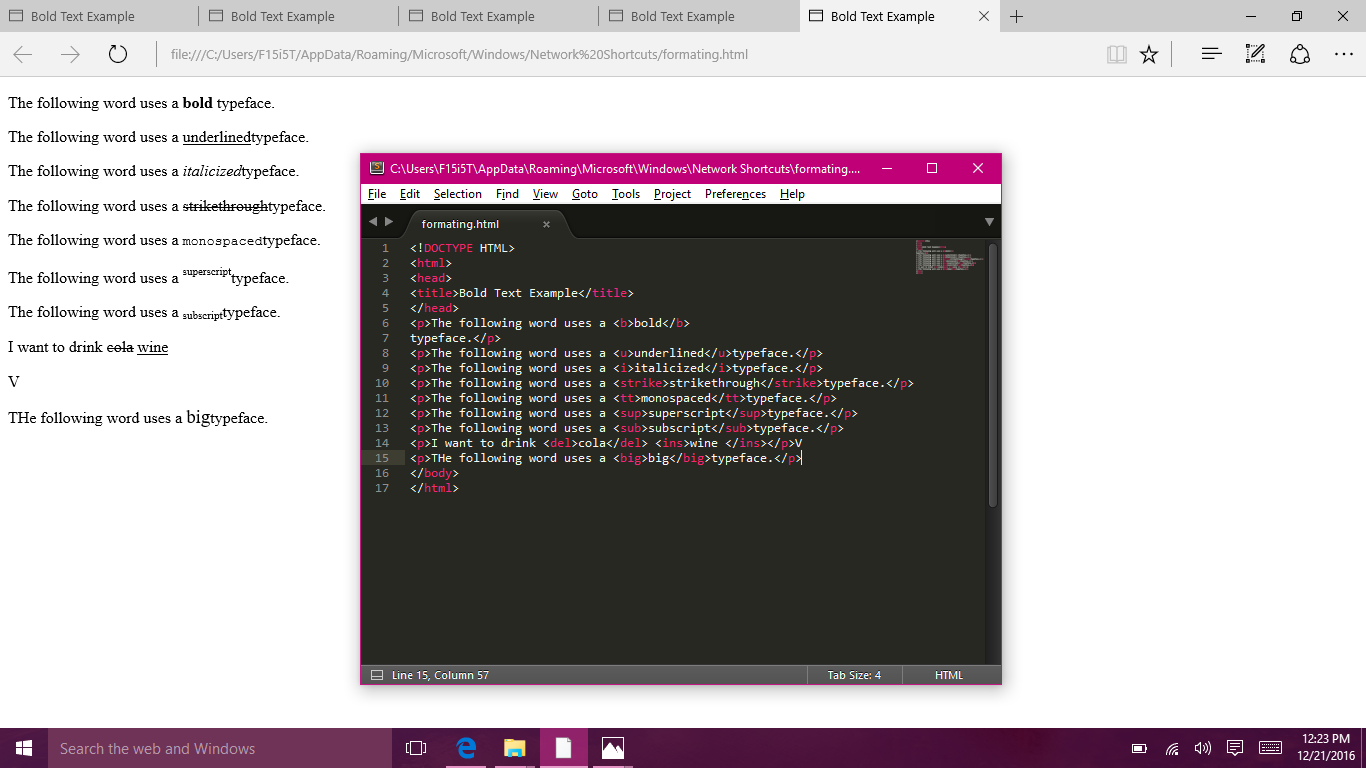 Bold Text Example
Bold Text Example
Bold Text Example
Bold Text Example
Bold Text Example
file:///C:/Users/F15i5T/AppData/Roaming/Microsoft/Windows/Network%20Shortcuts/formating.html
The following word uses a bold typeface.
The following word uses a underlinedtypeface.
The following word uses a italicizedtypeface.
The following word uses a strikethroughtypeface.
The following word uses a monospacedtypeface.
The following word uses a superscripttypeface.
The following word uses a subscripttypeface.
I want to drink cola wine
V
THe following word uses a bigtypeface.
C:\Users\F15i5T\AppData\Roaming\Microsoft\Windows\Network Shortcuts\formating....
File Edit Selection Find View Goto Tools Project Preferences Help
formating.html
1 <!DOCTYPE HTML>
2 <html>
3 <head>
4 <title>Bold Text Example</title>
5 </head>
6 <p>The following word uses a <b>bold</b>
7 typeface.</p>
8 <p>The following word uses a <u>underlined</u>typeface.</p>
9 <p>The following word uses a <i>italicized</i>typeface.</p>
10 <p>The following word uses a <strike>strikethrough</strike>typeface.</p>
11 <p>The following word uses a <tt>monospaced</tt>typeface.</p>
12 <p>The following word uses a <sup>superscript</sup>typeface.</p>
13 <p>The following word uses a <sub>subscript</sub>typeface.</p>
14 <p>I want to drink <del>cola</del> <ins>wine </ins></p>V
15 <p>THe following word uses a <big>big</big>typeface.</p>
16 </body>
17 </html>
Line 15, Column 57
Tab Size: 4
HTML
Search the web and Windows
12:23 PM
12/21/2016